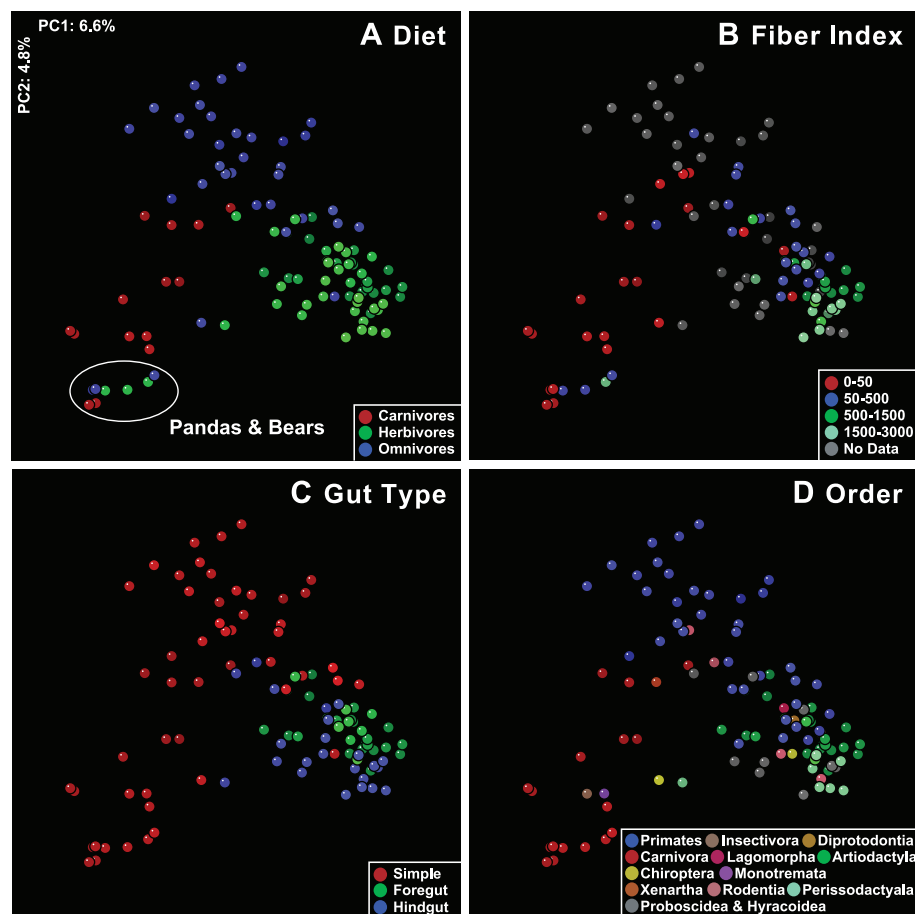 PC1: 6.6%
PC2: 4.8%
A Diet
Pandas & Bears
Carnivores
Herbivores
Omnivores
B Fiber Index
0-50
50-500
500-1500
1500-3000
No Data
C Gut Type
Simple
Foregut
Hindgut
D Order
Primates Insectivora Diprotodontia
Carnivora Lagomorpha Artiodactyla
Chiroptera Monotremata
Xenartha Rodentia Perissodactyala
Proboscidea & Hyracoidea